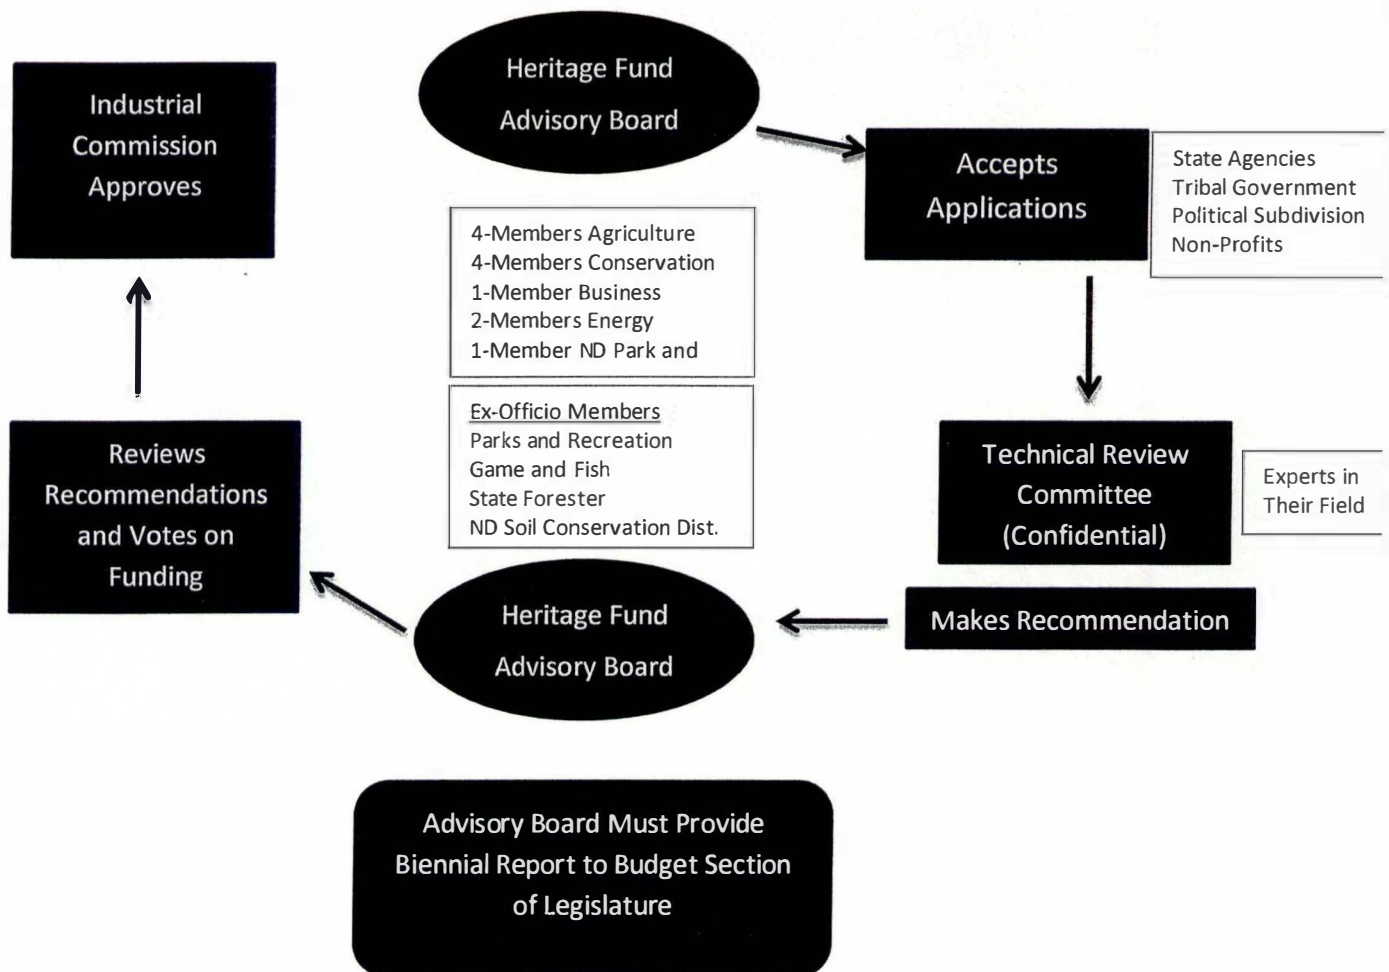 Heritage Fund
Advisory Board
Industrial
Commission
Approves
Accepts
Applications
State Agencies
Tribal Government
Political Subdivision
Non-Profits
4-Members Agriculture
4-Members Conservation
1-Member Business
2-Members Energy
1-Member ND Park and
Ex-Officio Members
Parks and Recreation
Game and Fish
State Forester
ND Soil Conservation Dist.
Reviews
Recommendations
and Votes on
Funding
Technical Review
Committee
(Confidential)
Experts in
Their Field
Makes Recommendation
Heritage Fund
Advisory Board
Advisory Board Must Provide
Biennial Report to Budget Section
of Legislature